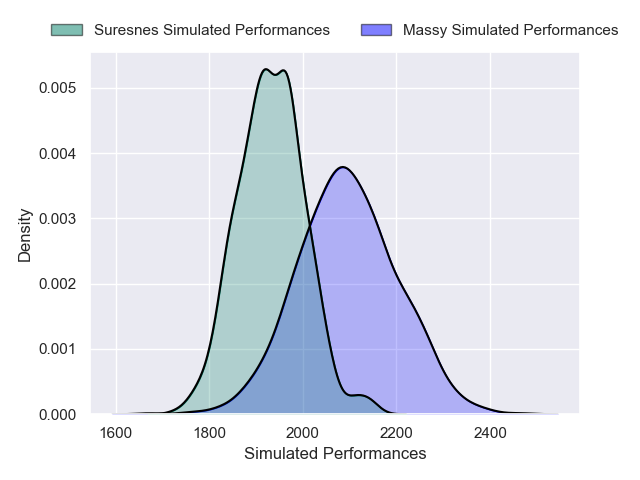 Suresnes Simulated Performances
Massy Simulated Performances
0.005
0.004
0.003
0.002
0.001
0.000
Density
1600 1800 2000 2200 2400
Simulated Performances